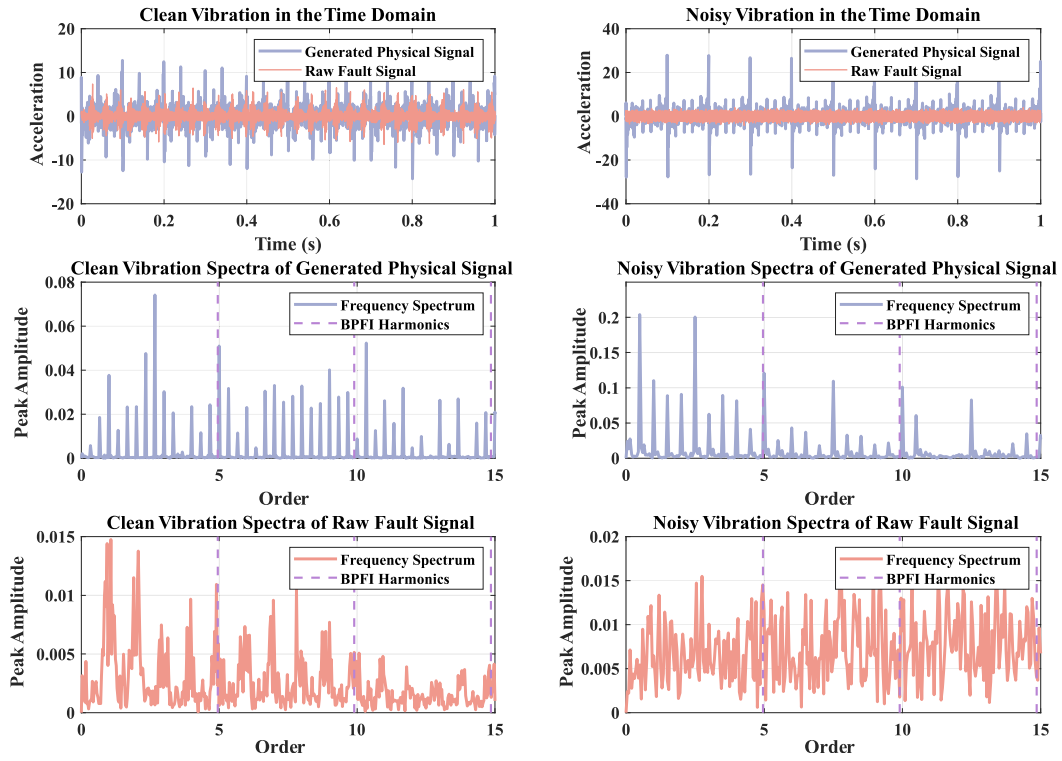 Clean Vibration in the Time Domain
20
10
0
-10
-20
Acceleration
Generated Physical Signal
Raw Fault Signal
0 0.2 0.4 0.6 0.8 1
Time (s)
Noisy Vibration in the Time Domain
40
20
0
-20
-40
Acceleration
Generated Physical Signal
Raw Fault Signal
0 0.2 0.4 0.6 0.8 1
Time (s)
Clean Vibration Spectra of Generated Physical Signal
0.08
0.06
0.04
0.02
0
Peak Amplitude
Frequency Spectrum
BPFI Harmonics
0 5 10 15
Order
Noisy Vibration Spectra of Generated Physical Signal
0.2
0.15
0.1
0.05
0
Peak Amplitude
Frequency Spectrum
BPFI Harmonics
0 5 10 15
Order
Clean Vibration Spectra of Raw Fault Signal
0.015
0.01
0.005
0
Peak Amplitude
Frequency Spectrum
BPFI Harmonics
0 5 10 15
Order
Noisy Vibration Spectra of Raw Fault Signal
0.02
0.015
0.01
0.005
0
Peak Amplitude
Frequency Spectrum
BPFI Harmonics
0 5 10 15
Order